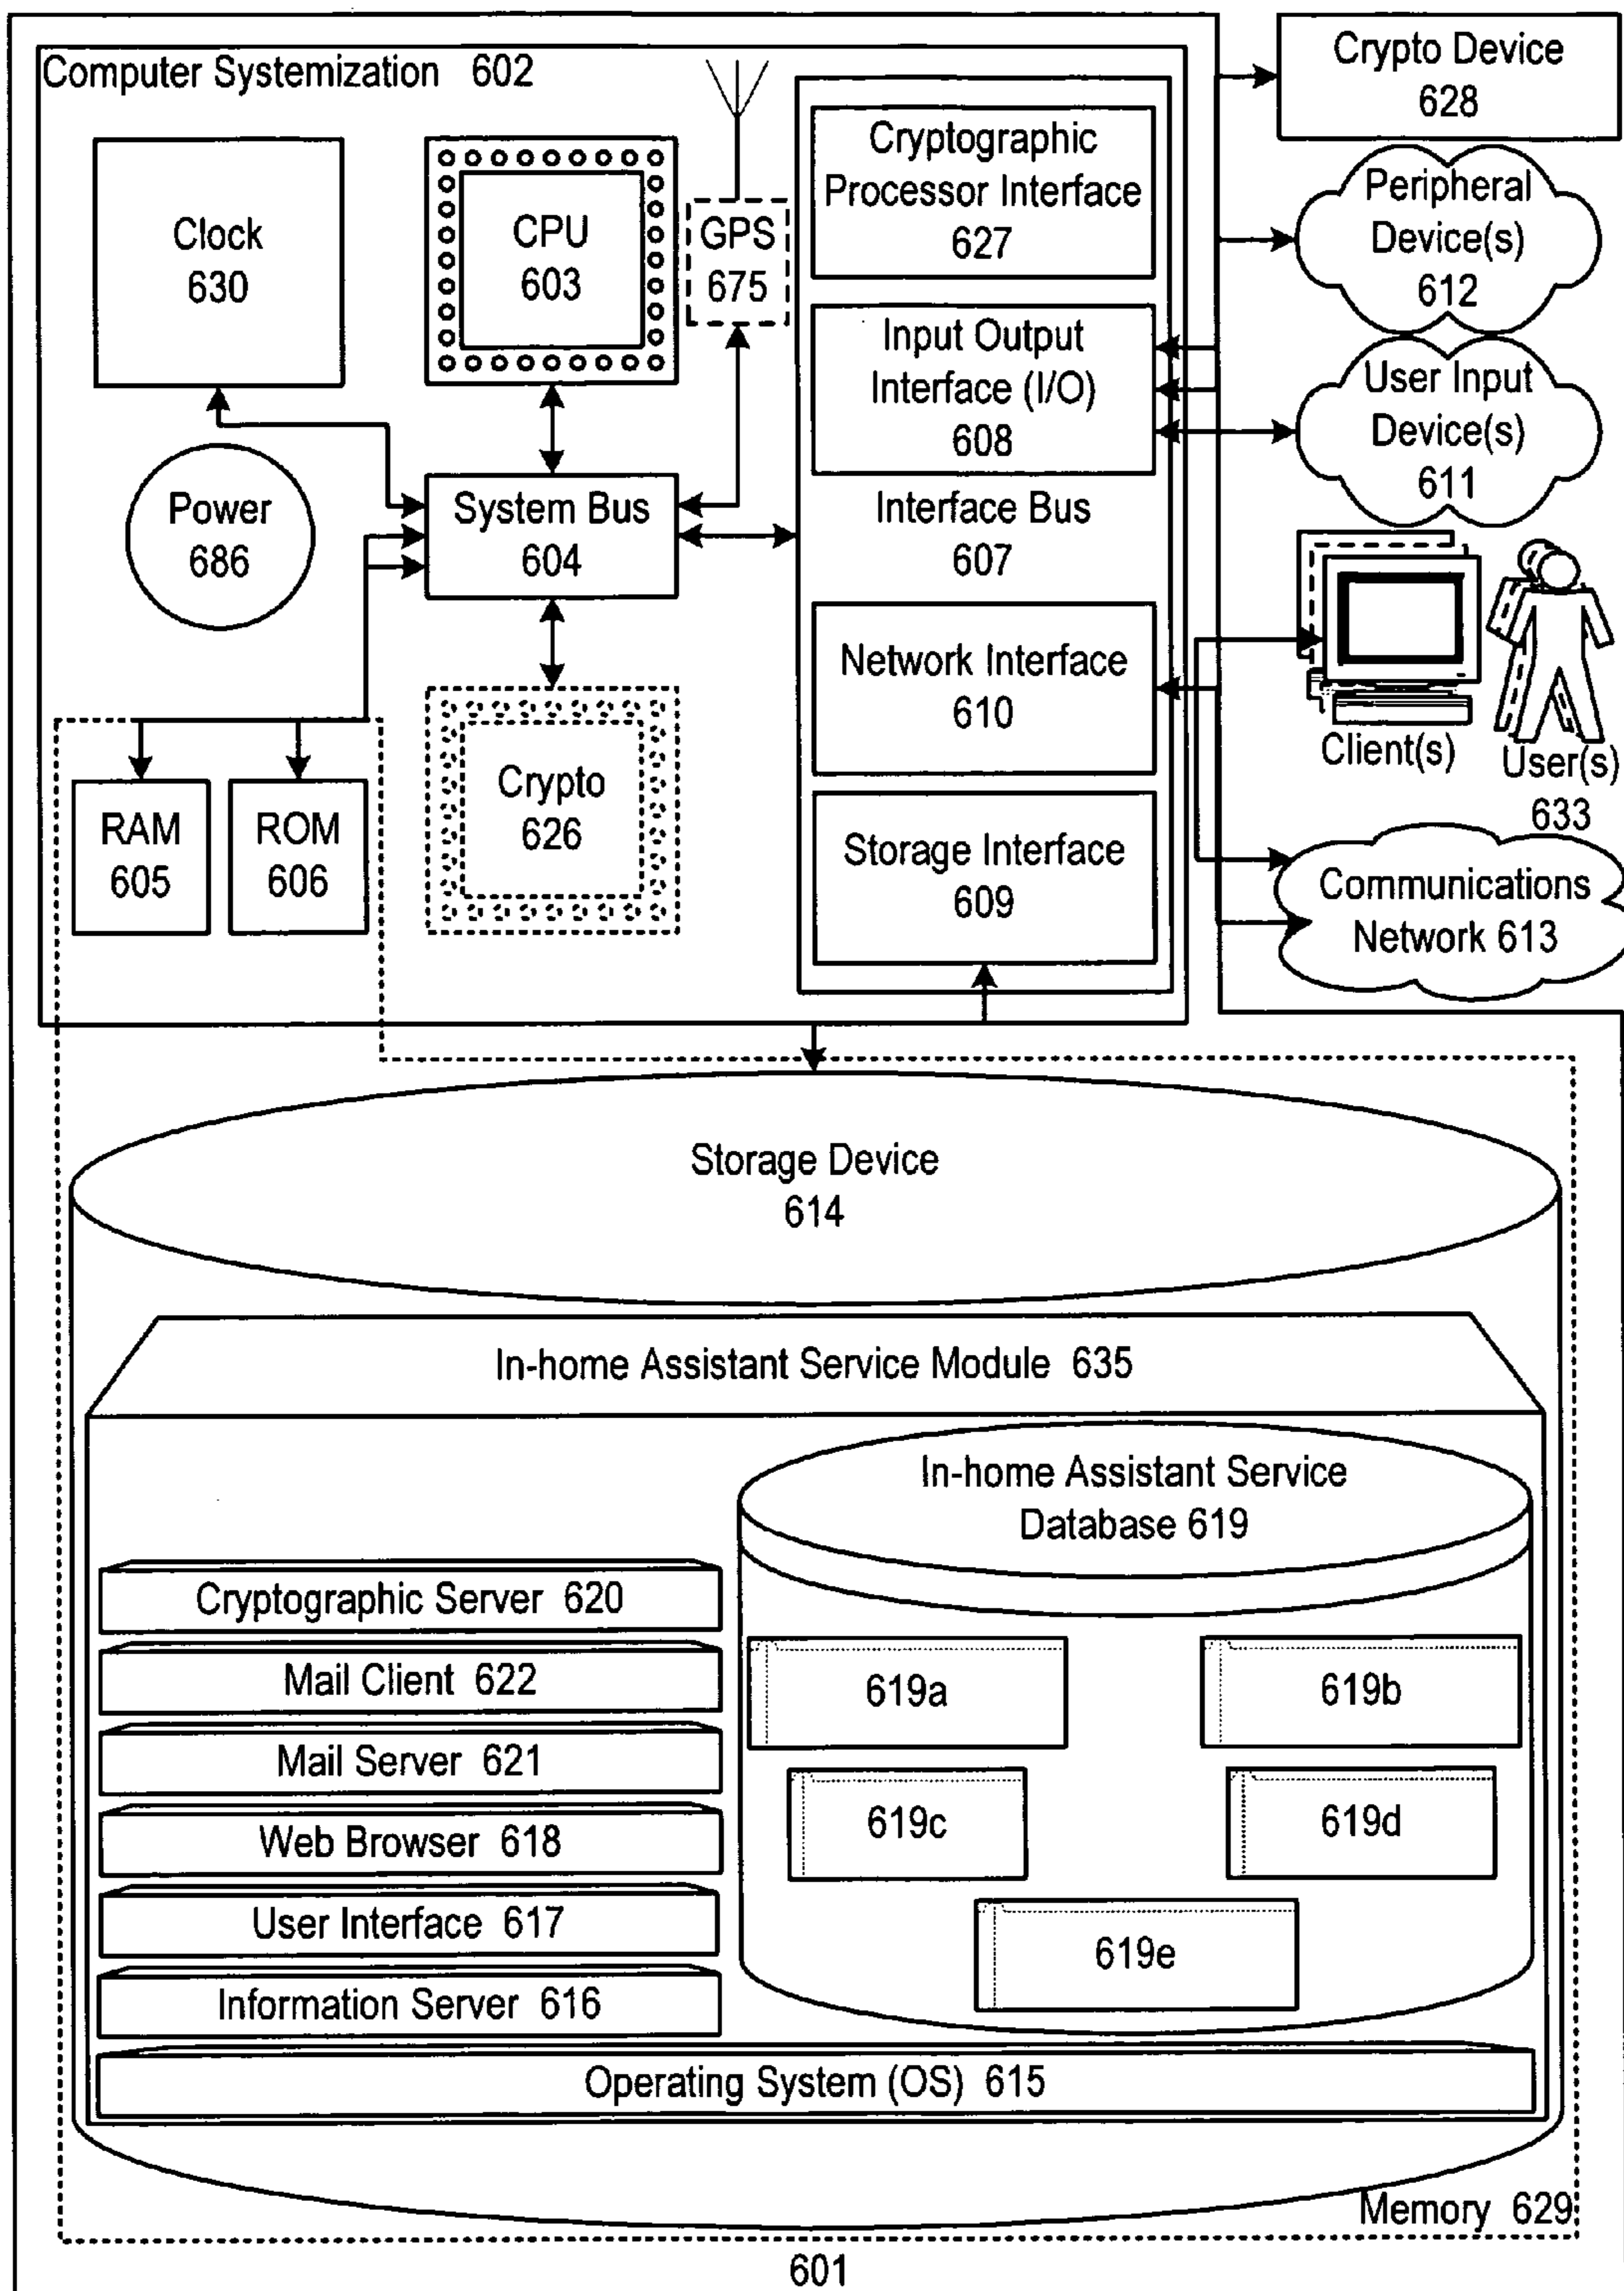 Computer Systemization 602
Clock
630
CPU
603
GPS
675
Power
686
System Bus
604
RAM
605
ROM
606
Crypto
626
Cryptographic
Processor Interface
627
Input Output
Interface (I/O)
608
Interface Bus
607
Network Interface
610
Storage Interface
609
Crypto Device
628
Peripheral
Device(s)
612
User Input
Device(s)
611
Client(s)
User(s)
633
Communications
Network 613
Storage Device
614
In-home Assistant Service Module 635
In-home Assistant Service
Database 619
Cryptographic Server 620
Mail Client 622
Mail Server 621
Web Browser 618
User Interface 617
Information Server 616
619a
619b
619c
619d
619e
Operating System (OS) 615
Memory 629
601